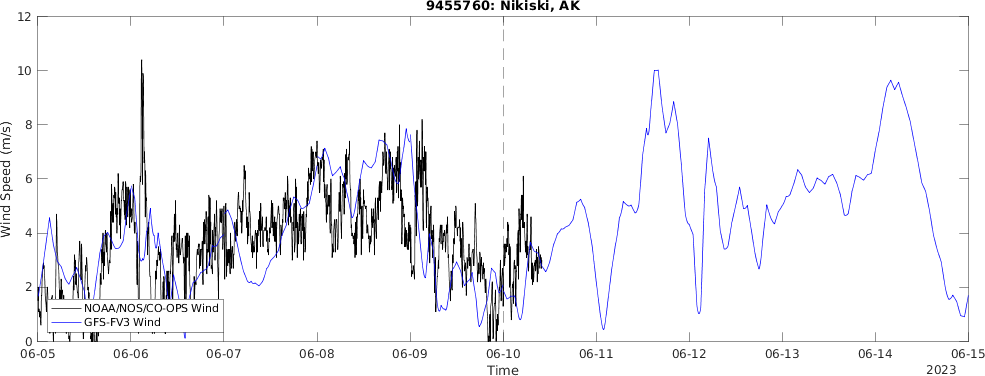 9455760: Nikiski, AK
Wind Speed (m/s)
12
10
8
6
4
2
0
NOAA/NOS/CO-OPS Wind
GFS-FV3 Wind
06-05 06-06 06-07 06-08 06-09 06-10 06-11 06-12 06-13 06-14 06-15
Time
2023